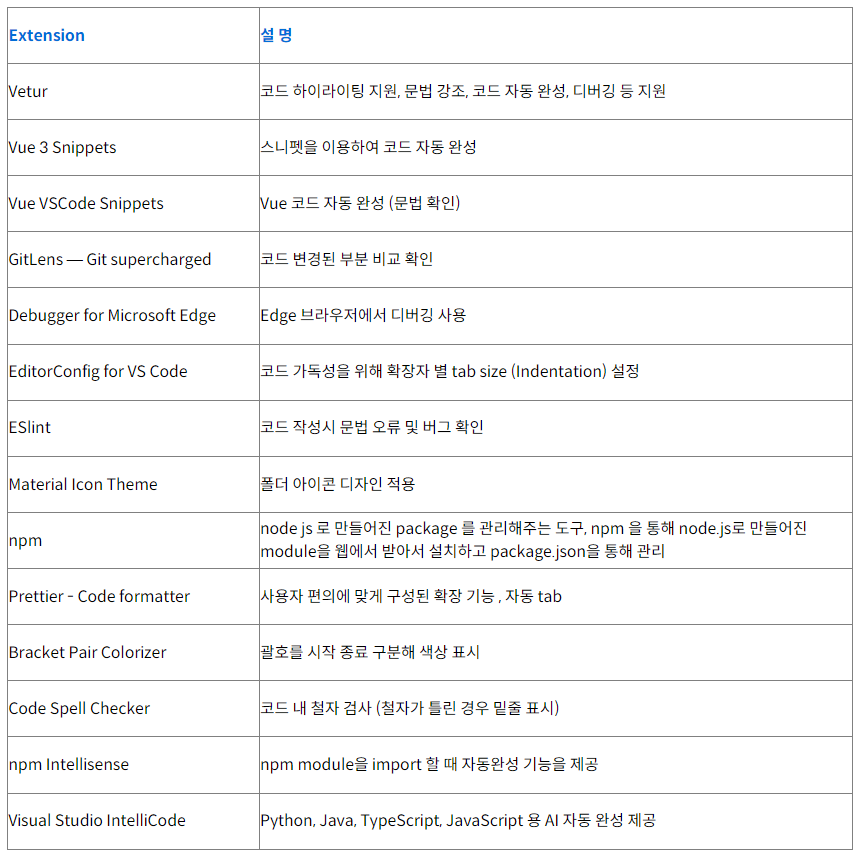 Extension
설 명
Vetur
코드 하이라이팅 지원, 문법 강조, 코드 자동 완성, 디버깅 등 지원
Vue 3 Snippets
스니펫을 이용하여 코드 자동 완성
Vue VSCode Snippets
Vue 코드 자동 완성 (문법 확인)
GitLens — Git supercharged
코드 변경된 부분 비교 확인
Debugger for Microsoft Edge
Edge 브라우저에서 디버깅 사용
EditorConfig for VS Code
코드 가독성을 위해 확장자 별 tab size (Indentation) 설정
ESlint
코드 작성시 문법 오류 및 버그 확인
Material Icon Theme
폴더 아이콘 디자인 적용
npm
node js 로 만들어진 package 를 관리해주는 도구, npm 을 통해 node.js로 만들어진
module을 웹에서 받아서 설치하고 package.json을 통해 관리
Prettier - Code formatter
사용자 편의에 맞게 구성된 확장 기능 , 자동 tab
Bracket Pair Colorizer
괄호를 시작 종료 구분해 색상 표시
Code Spell Checker
코드 내 철자 검사 (철자가 틀린 경우 밑줄 표시)
npm Intellisense
npm module을 import 할 때 자동완성 기능을 제공
Visual Studio IntelliCode
Python, Java, TypeScript, JavaScript 용 AI 자동 완성 제공